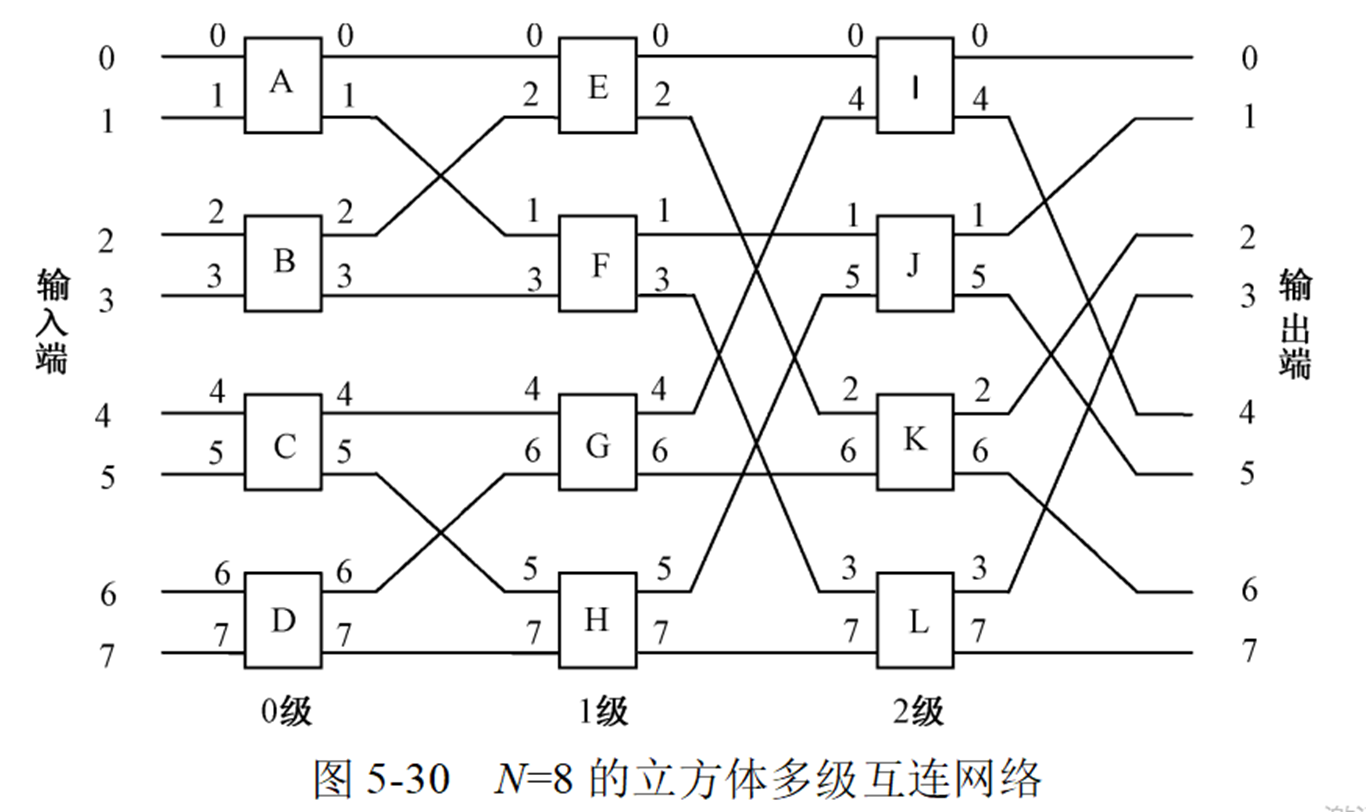 0 0 0 0 0 0 0 0
A E I
1 1 1 2 2 4 4 1
B F J
2 2 2 1 1 1 1 2
3 3 3 3 3 5 5 3
输入端
输出端
C G K
4 4 4 4 4 2 2 4
5 5 5 6 6 6 6 5
D H L
6 6 6 5 5 3 3 6
7 7 7 7 7 7 7 7
0级 1级 2级
图 5-30 N=8 的立方体多级互连网络